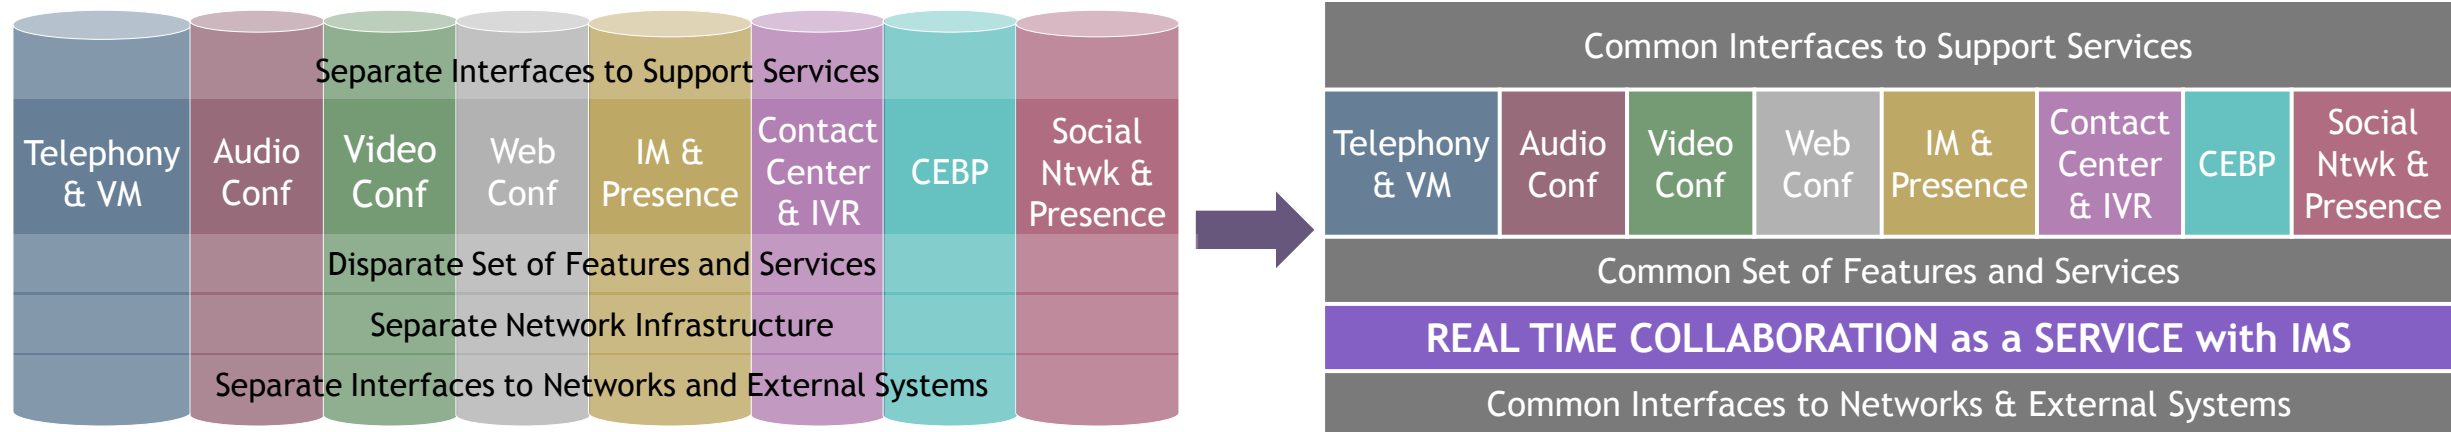 Separate Interfaces to Support Services
Telephony
& VM
Audio
Conf
Video
Conf
Web
Conf
IM &
Presence
Contact
Center
& IVR
CEBP
Social
Ntwk &
Presence
Disparate Set of Features and Services
Separate Network Infrastructure
Separate Interfaces to Networks and External Systems
Common Interfaces to Support Services
Telephony
& VM
Audio
Conf
Video
Conf
Web
Conf
IM &
Presence
Contact
Center
& IVR
CEBP
Social
Ntwk &
Presence
Common Set of Features and Services
REAL TIME COLLABORATION as a SERVICE with IMS
Common Interfaces to Networks & External Systems